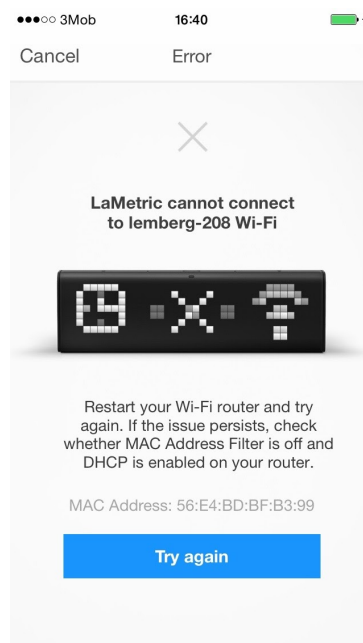 3Mob 16:40
Cancel Error
LaMetric cannot connect
to lemberg-208 Wi-Fi
Restart your Wi-Fi router and try
again. If the issue persists, check
whether MAC Address Filter is off and
DHCP is enabled on your router.
MAC Address: 56:E4:BD:BF:B3:99
Try again